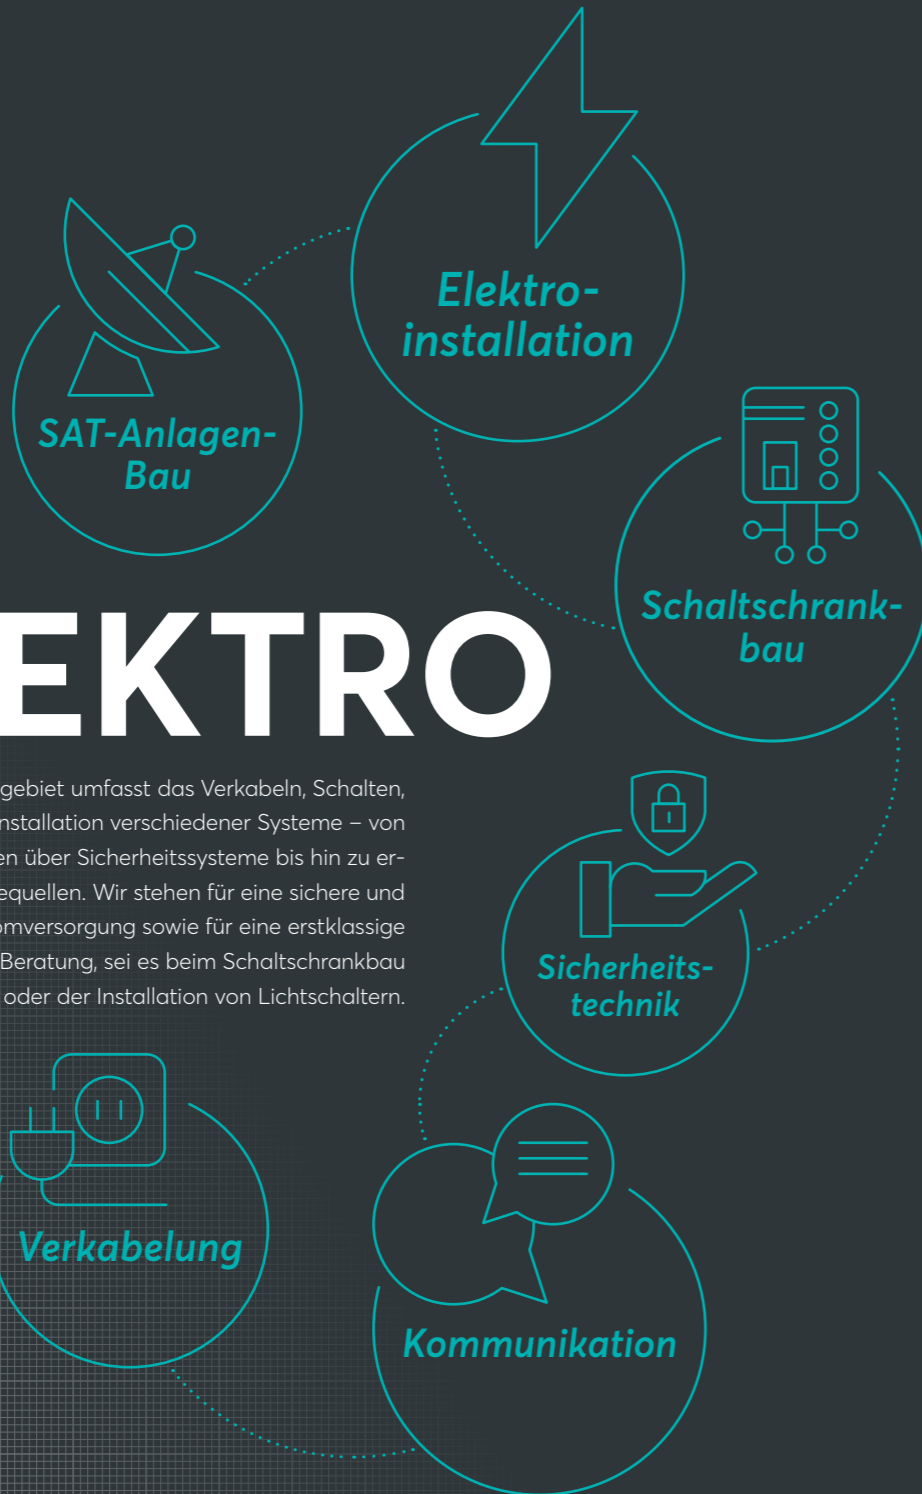 Elektro-
installation
SAT-Anlagen-
Bau
Schaltschrank-
bau
EKTRO
gebiet umfasst das Verkabeln, Schalten,
nstallation verschiedener Systeme – von
en über Sicherheitssysteme bis hin zu er-
equellen. Wir stehen für eine sichere und
omversorgung sowie für eine erstklassige
Beratung, sei es beim Schaltschrankbau
oder der Installation von Lichtschaltern.
Sicherheits-
technik
Verkabelung
Kommunikation